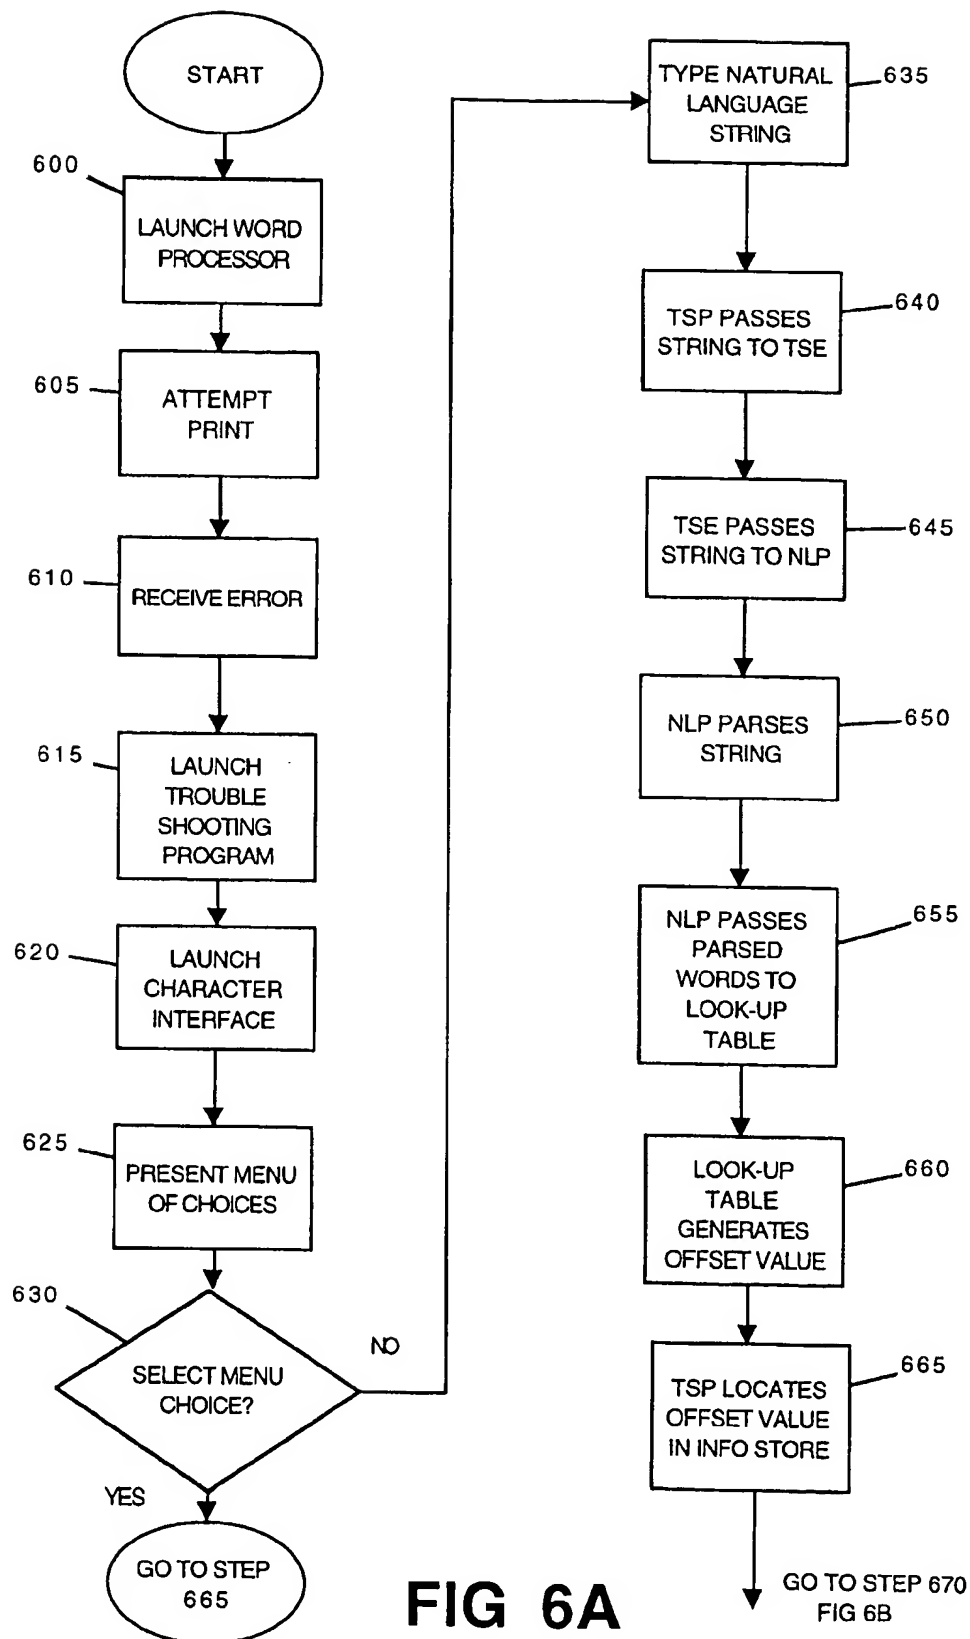 START
600
LAUNCH WORD
PROCESSOR
605
ATTEMPT
PRINT
610
RECEIVE ERROR
615
LAUNCH
TROUBLE
SHOOTING
PROGRAM
620
LAUNCH
CHARACTER
INTERFACE
625
PRESENT MENU
OF CHOICES
630
SELECT MENU
CHOICE?
NO
YES
GO TO STEP
665
TYPE NATURAL
LANGUAGE
STRING
635
TSP PASSES
STRING TO TSE
640
TSE PASSES
STRING TO NLP
645
NLP PARSES
STRING
650
NLP PASSES
PARSED
WORDS TO
LOOK-UP
TABLE
655
LOOK-UP
TABLE
GENERATES
OFFSET VALUE
660
TSP LOCATES
OFFSET VALUE
IN INFO STORE
665
GO TO STEP 670
FIG 6B
FIG 6A